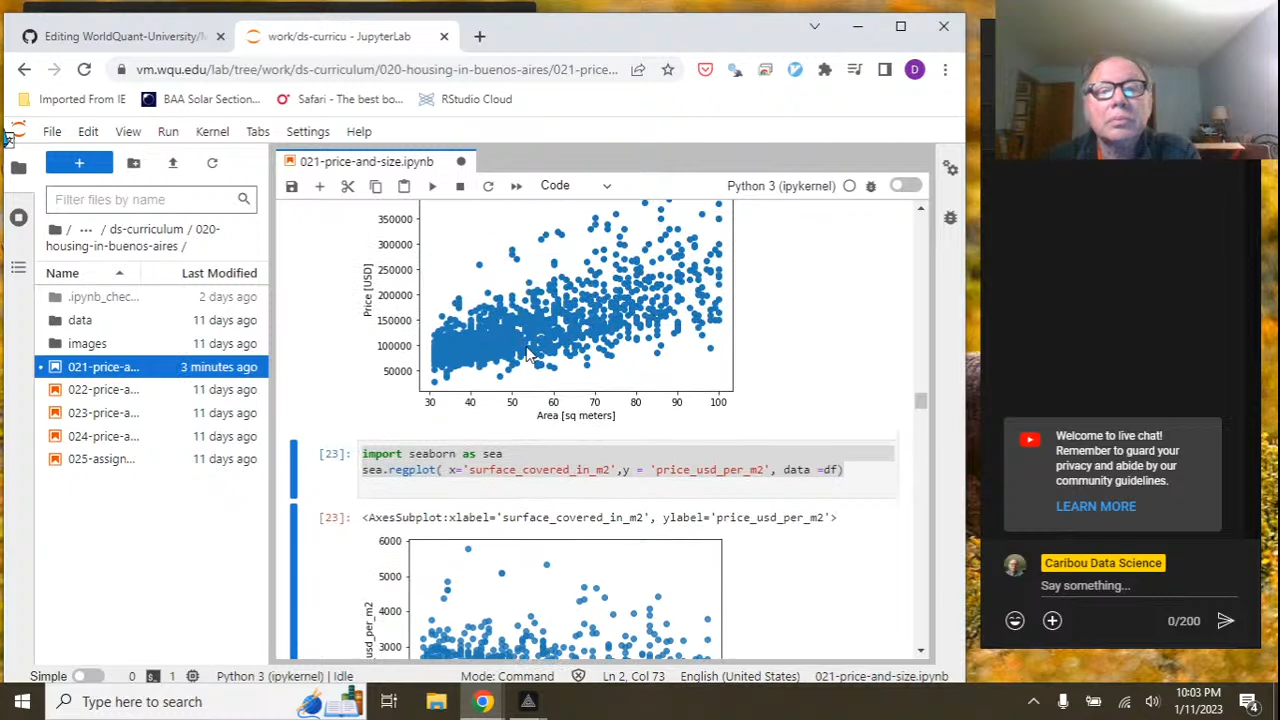 Editing WorldQuant-University/M
work/ds-curricu - JupyterLab
vm.wqu.edu/lab/tree/work/ds-curriculum/020-housing-in-buenos-aires/021-price...
D
Imported From IE
BAA Solar Section...
Safari - The best bo...
RStudio Cloud
File Edit View Run Kernel Tabs Settings Help
021-price-and-size.ipynb
Code
Python 3 (ipykernel)
Filter files by name
/ ... / ds-curriculum / 020-
housing-in-buenos-aires /
Name Last Modified
.ipynb_chec... 2 days ago
data 11 days ago
images 11 days ago
021-price-a... 3 minutes ago
022-price-a... 11 days ago
023-price-a... 11 days ago
024-price-a... 11 days ago
025-assign... 11 days ago
350000
300000
250000
200000
150000
100000
50000
Price [USD]
30 40 50 60 70 80 90 100
Area [sq meters]
[23]:
import seaborn as sea
sea.regplot( x='surface_covered_in_m2',y = 'price_usd_per_m2', data =df)
[23]:
<AxesSubplot:xlabel='surface_covered_in_m2', ylabel='price_usd_per_m2'>
6000
5000
4000
3000
usd_per_m2
Simple 0 1 Python 3 (ipykernel) | Idle Mode: Command Ln 2, Col 73 English (United States) 021-price-and-size.ipynb
Welcome to live chat!
Remember to guard your
privacy and abide by our
community guidelines.
LEARN MORE
Caribou Data Science
Say something...
0/200
Type here to search
10:03 PM
1/11/2023
4